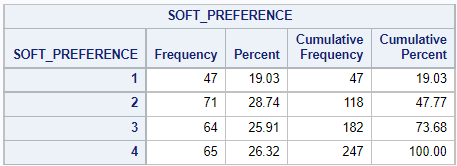 SOFT_PREFERENCE
SOFT_PREFERENCE Frequency Percent Cumulative Frequency Cumulative Percent
1 47 19.03 47 19.03
2 71 28.74 118 47.77
3 64 25.91 182 73.68
4 65 26.32 247 100.00